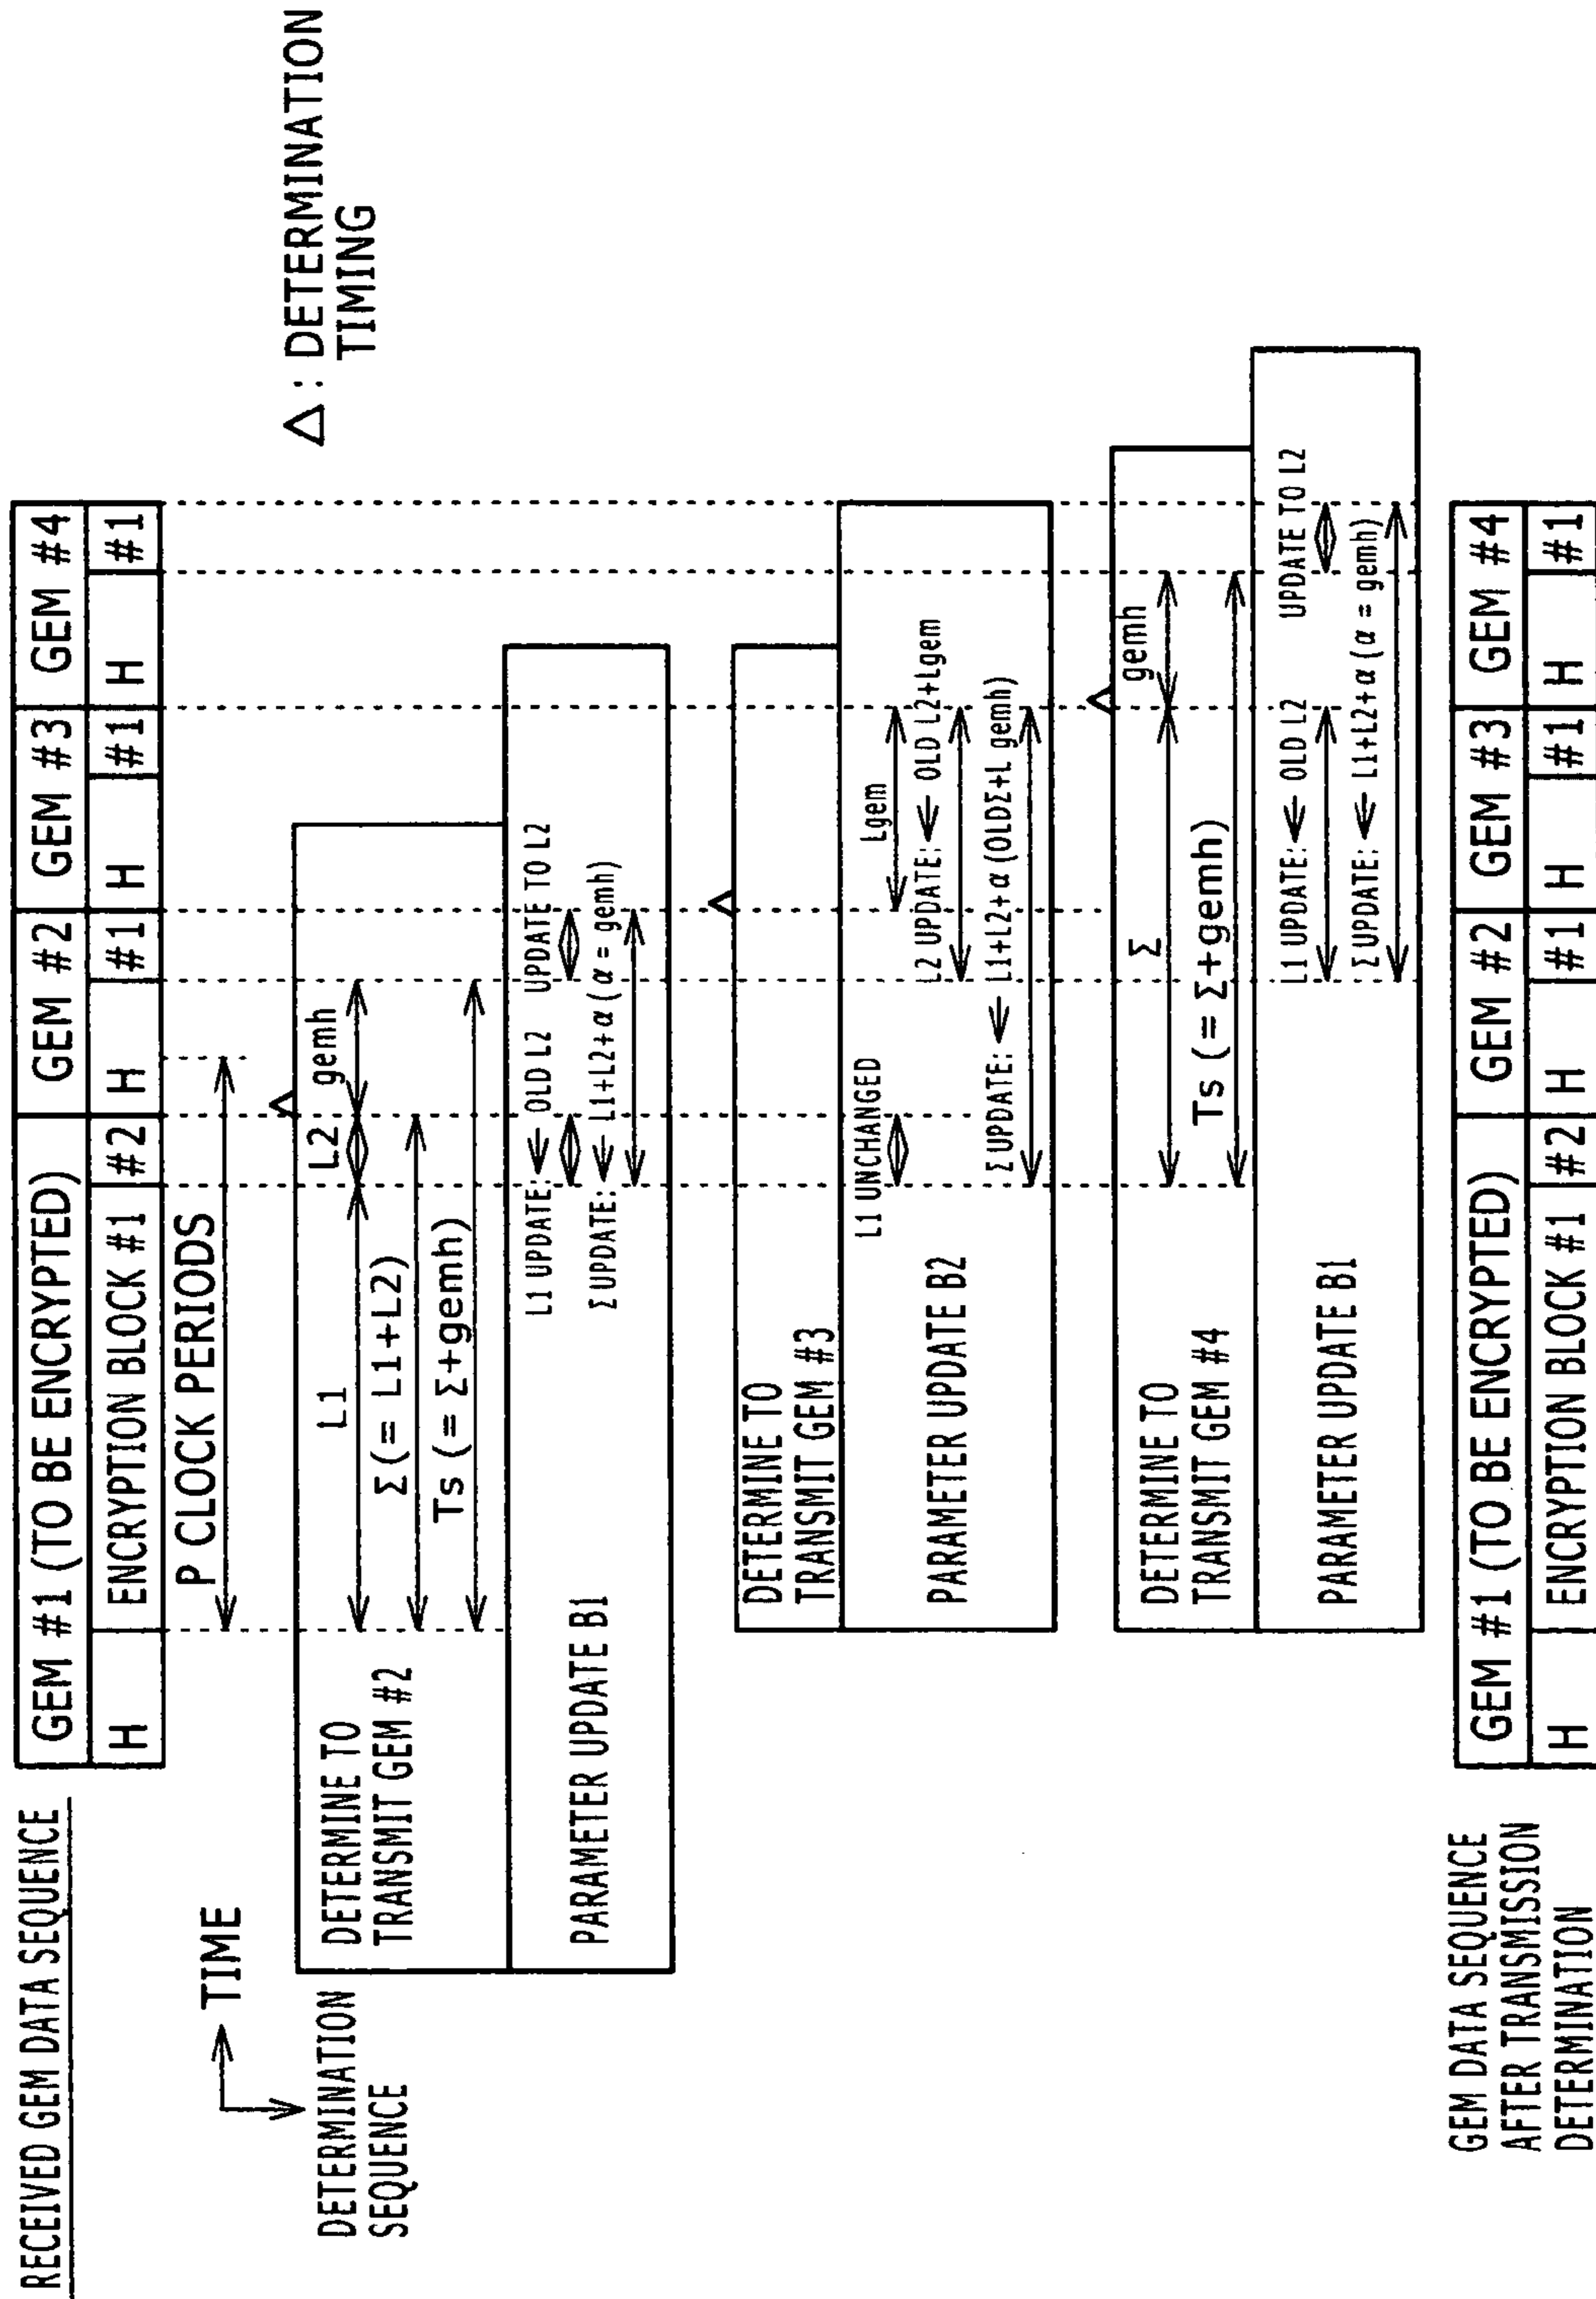 RECEIVED GEM DATA SEQUENCE
GEM #1 (TO BE ENCRYPTED) GEM #2 GEM #3 GEM #4
H ENCRYPTION BLOCK #1 #2 H #1 H #1 H #1
P CLOCK PERIODS
TIME
DETERMINATION
SEQUENCE
△ : DETERMINATION
TIMING
DETERMINE TO
TRANSMIT GEM #2
L1
L2
gemh
Σ (= L1+L2)
Ts (= Σ+gemh)
PARAMETER UPDATE B1
L1 UPDATE: ← OLD L2
UPDATE TO L2
Σ UPDATE: ← L1+L2+α (α = gemh)
DETERMINE TO
TRANSMIT GEM #3
PARAMETER UPDATE B2
L1 UNCHANGED
Lgem
L2 UPDATE: ← OLD L2+Lgem
Σ UPDATE: ← L1+L2+α (OLDΣ+L gemh)
DETERMINE TO
TRANSMIT GEM #4
Σ
gemh
Ts (= Σ+gemh)
PARAMETER UPDATE B1
L1 UPDATE: ← OLD L2
UPDATE TO L2
Σ UPDATE: ← L1+L2+α (α = gemh)
GEM DATA SEQUENCE
AFTER TRANSMISSION
DETERMINATION
GEM #1 (TO BE ENCRYPTED) GEM #2 GEM #3 GEM #4
H ENCRYPTION BLOCK #1 #2 H #1 H #1 H #1